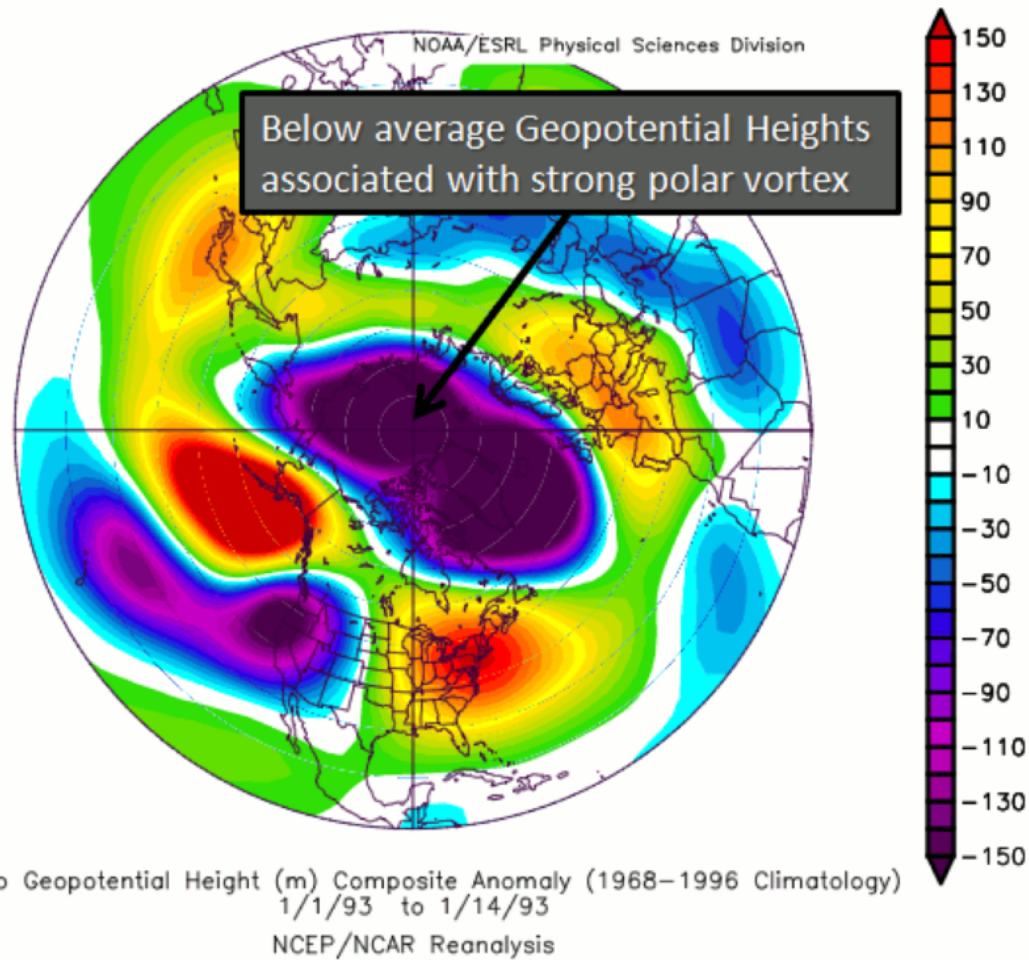 NOAA/ESRL Physical Sciences Division
Below average Geopotential Heights
associated with strong polar vortex
150
130
110
90
70
50
30
10
-10
-30
-50
-70
-90
-110
-130
-150
Geopotential Height (m) Composite Anomaly (1968-1996 Climatology)
1/1/93 to 1/14/93
NCEP/NCAR Reanalysis